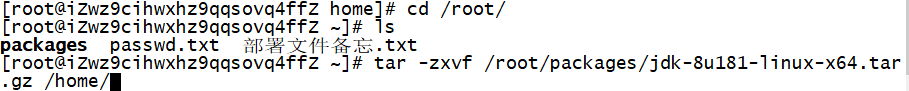 [root@iZwz9cihwxhz9qqsovq4ffZ home]# cd /root/
[root@iZwz9cihwxhz9qqsovq4ffZ ~]# ls
packages  passwd.txt  部署文件备忘.txt
[root@iZwz9cihwxhz9qqsovq4ffZ ~]# tar -zxvf /root/packages/jdk-8u181-linux-x64.tar
.gz /home/